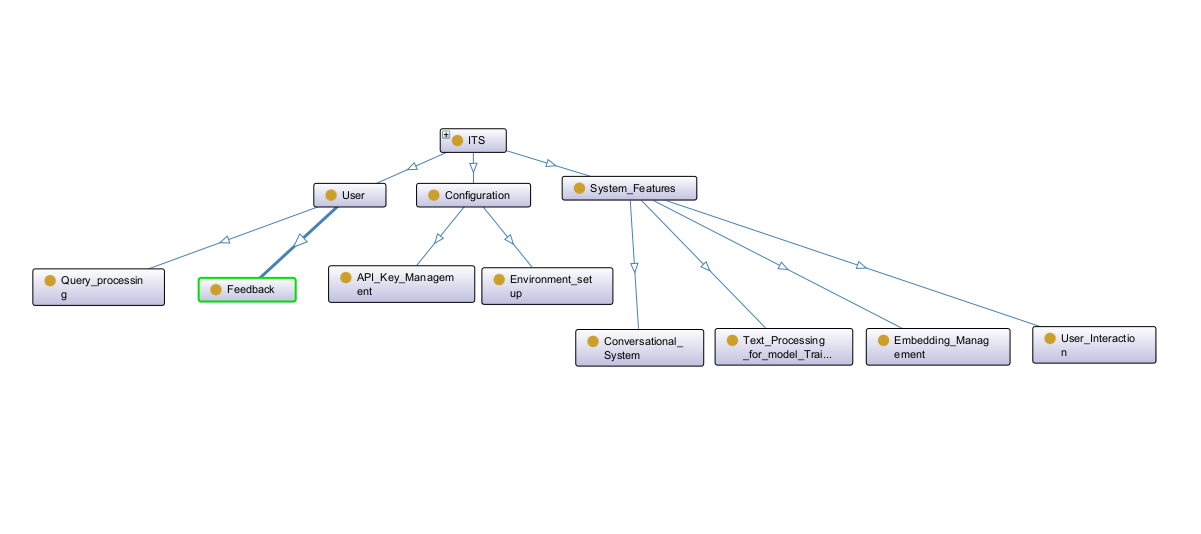 ITS
User
Configuration
System_Features
Query_processin
g
Feedback
API_Key_Managem
ent
Environment_set
up
Conversational_
System
Text_Processing
_for_model_Trai...
Embedding_Manag
ement
User_Interactio
n